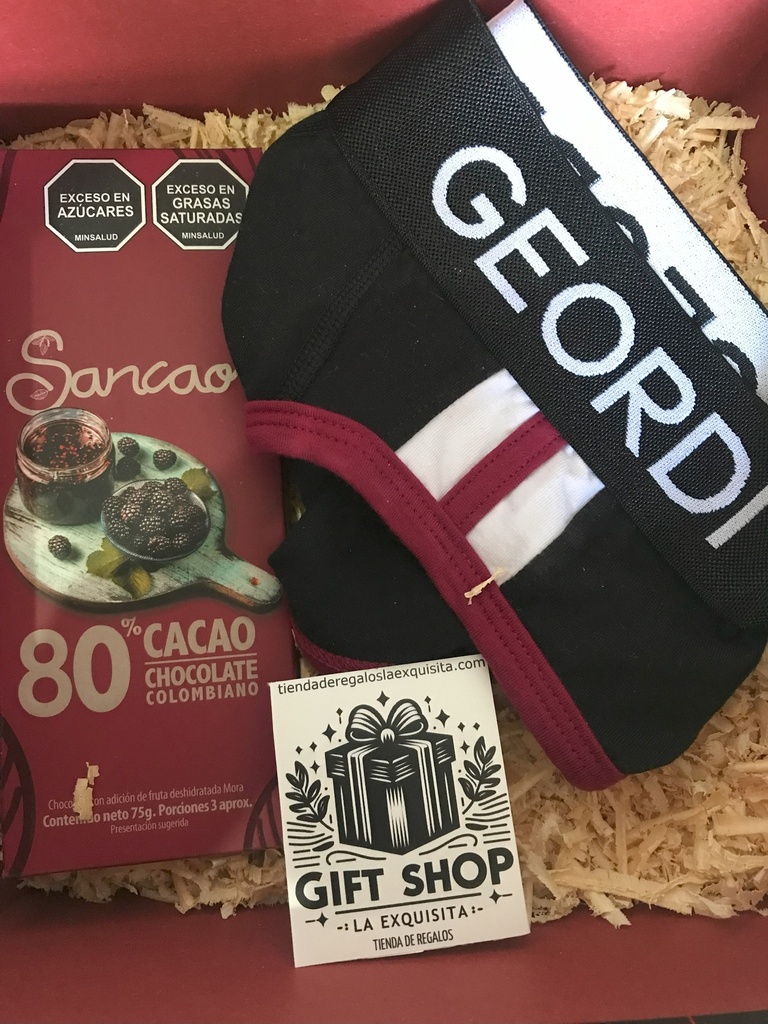 EXCESO EN
AZÚCARES
MINSALUD
EXCESO EN
GRASAS
SATURADAS
MINSALUD
Sancao
80% CACAO
CHOCOLATE
COLOMBIANO
con adición de fruta deshidratada Mora
neto 75g. Porciones 3 aprox.
Presentación sugerida
GEORDI
tiendaderegaloslaexquisita.com
GIFT SHOP
-: LA EXQUISITA :-
TIENDA DE REGALOS